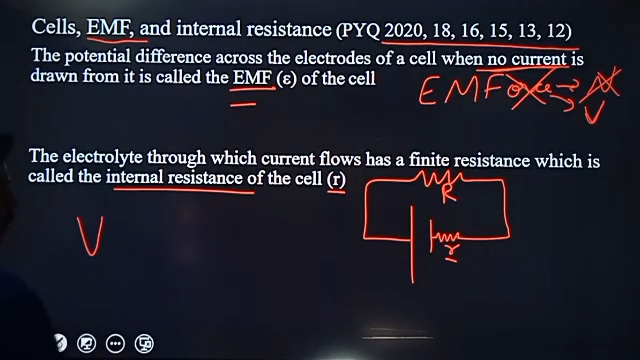 Cells, EMF, and internal resistance (PYQ 2020, 18, 16, 15, 13, 12)
The potential difference across the electrodes of a cell when no current is
drawn from it is called the EMF (ε) of the cell
EMF
V
The electrolyte through which current flows has a finite resistance which is
called the internal resistance of the cell (r)
R
V
r